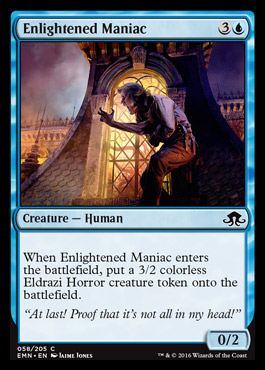 Enlightened Maniac 3
Creature — Human
When Enlightened Maniac enters
the battlefield, put a 3/2 colorless
Eldrazi Horror creature token onto the
battlefield.
“At last! Proof that it’s not all in my head!”
0/2
058/205 C
EMN • EN Jaime Jones
™ & © 2016 Wizards of the Coast